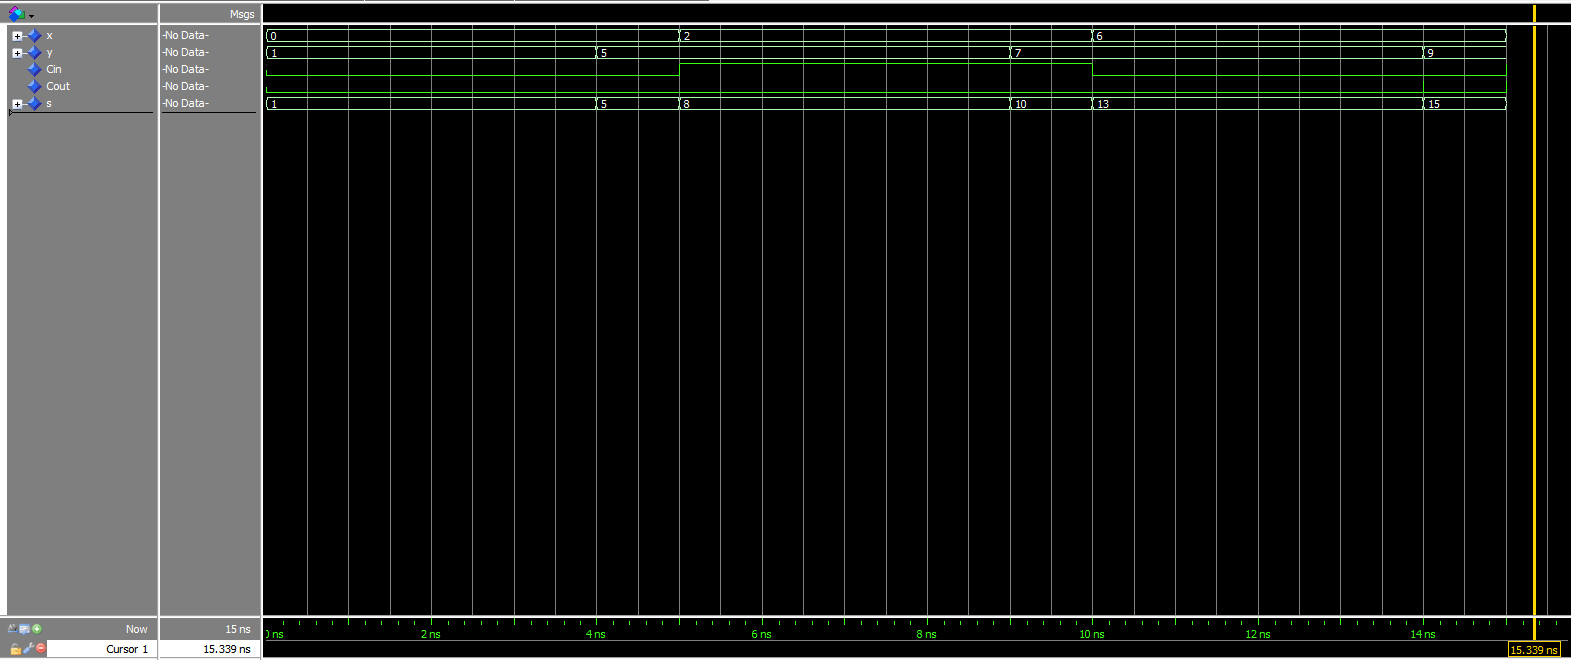 Msgs
x -No Data- 0 2 6
y -No Data- 1 5 7 9
Cin -No Data-
Cout -No Data-
s -No Data- 1 5 8 10 13 15
Now 15 ns 0 ns 2 ns 4 ns 6 ns 8 ns 10 ns 12 ns 14 ns
Cursor 1 15.339 ns 15.339 ns